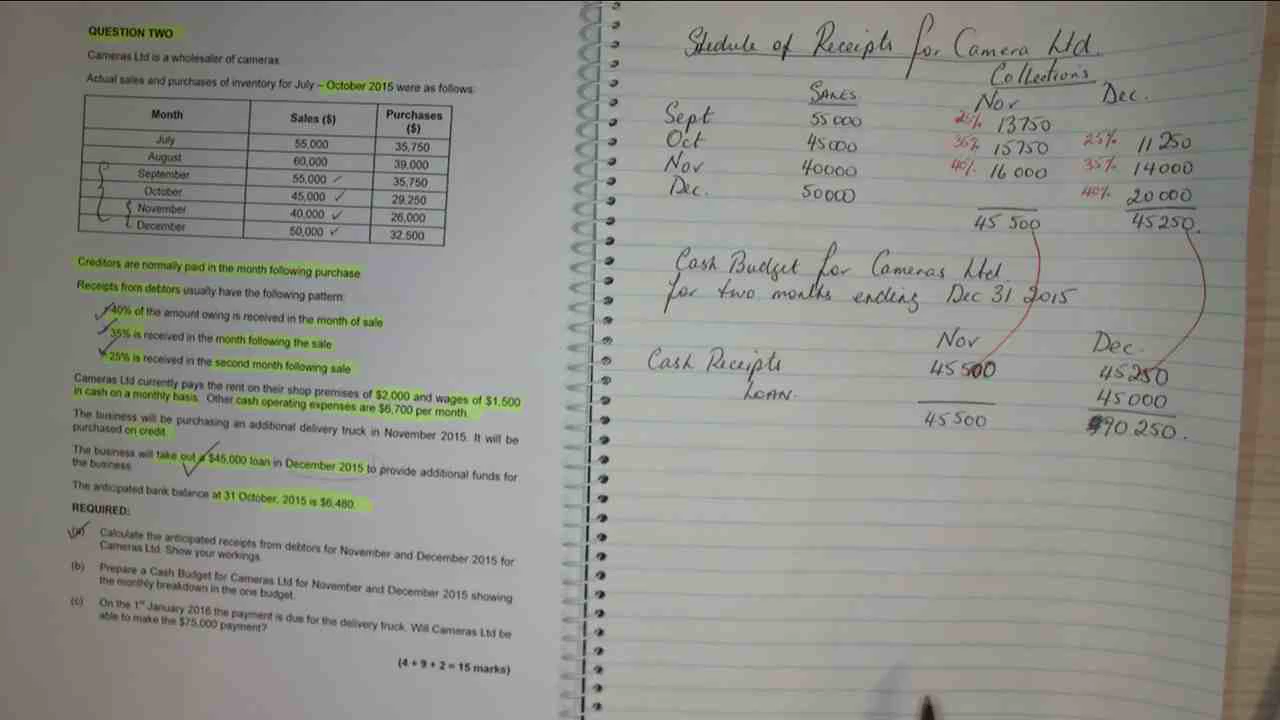 QUESTION TWO
Cameras Ltd is a wholesaler of cameras
Actual sales and purchases of inventory for July – October 2015 were as follows:
Month Sales ($) Purchases ($)
July 55,000 35,750
August 60,000 39,000
September 55,000 ✓ 35,750
October 45,000 ✓ 29,250
November 40,000 ✓ 26,000
December 50,000 ✓ 32,500
Creditors are normally paid in the month following purchase
Receipts from debtors usually have the following pattern:
40% of the amount owing is received in the month of sale
35% is received in the month following the sale
25% is received in the second month following sale
Cameras Ltd currently pays the rent on their shop premises of $2,000 and wages of $1,500
in cash on a monthly basis. Other cash operating expenses are $6,700 per month.
The business will be purchasing an additional delivery truck in November 2015. It will be
purchased on credit.
The business will take out a $45,000 loan in December 2015 to provide additional funds for
the business
The anticipated bank balance at 31 October, 2015 is $6,480.
REQUIRED:
(a) Calculate the anticipated receipts from debtors for November and December 2015 for
Cameras Ltd. Show your workings.
(b) Prepare a Cash Budget for Cameras Ltd for November and December 2015 showing
the monthly breakdown in the one budget.
(c) On the 1st January 2016 the payment is due for the delivery truck. Will Cameras Ltd be
able to make the $75,000 payment?
(4 + 9 + 2 = 15 marks)
Shedule of Receipts for Camera Ltd.
Collections
SALES Nov Dec.
Sept 55000 25% 13750
Oct 45000 35% 15750 25% 11 250
Nov 40000 40% 16 000 35% 14000
Dec. 50000 40% 20 000
45 500 45 250.
Cash Budget for Cameras Ltd
for two months ending Dec 31 2015
Nov Dec.
Cash Receipts 45 500 45250
LOAN. 45000
45 500 $90.250.